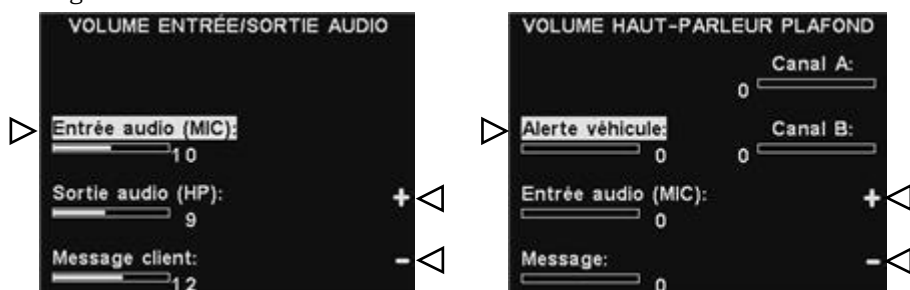 VOLUME ENTRÉE/SORTIE AUDIO
Entrée audio (MIC):
10
Sortie audio (HP):
+
9
Message client:
-
12
VOLUME HAUT-PARLEUR PLAFOND
Canal A:
0
Alerte véhicule:
Canal B:
0
0
Entrée audio (MIC):
+
0
Message:
-
0